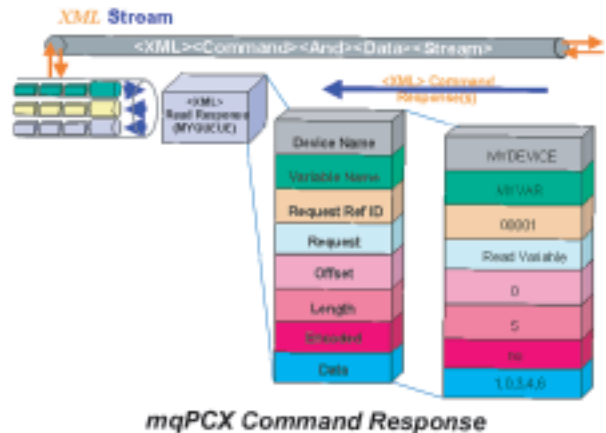 XML Stream
<XML><Command><And><Data><Stream>
<XML> Command
Response(s)
<XML>
Read Response
(MYQUEUE)
Device Name
Variable Name
Request Ref ID
Request
Offset
Length
Encoded
Data
MYDEVICE
MYVAR
00001
Read Variable
0
5
no
1,0,3,4,6
mqPCX Command Response